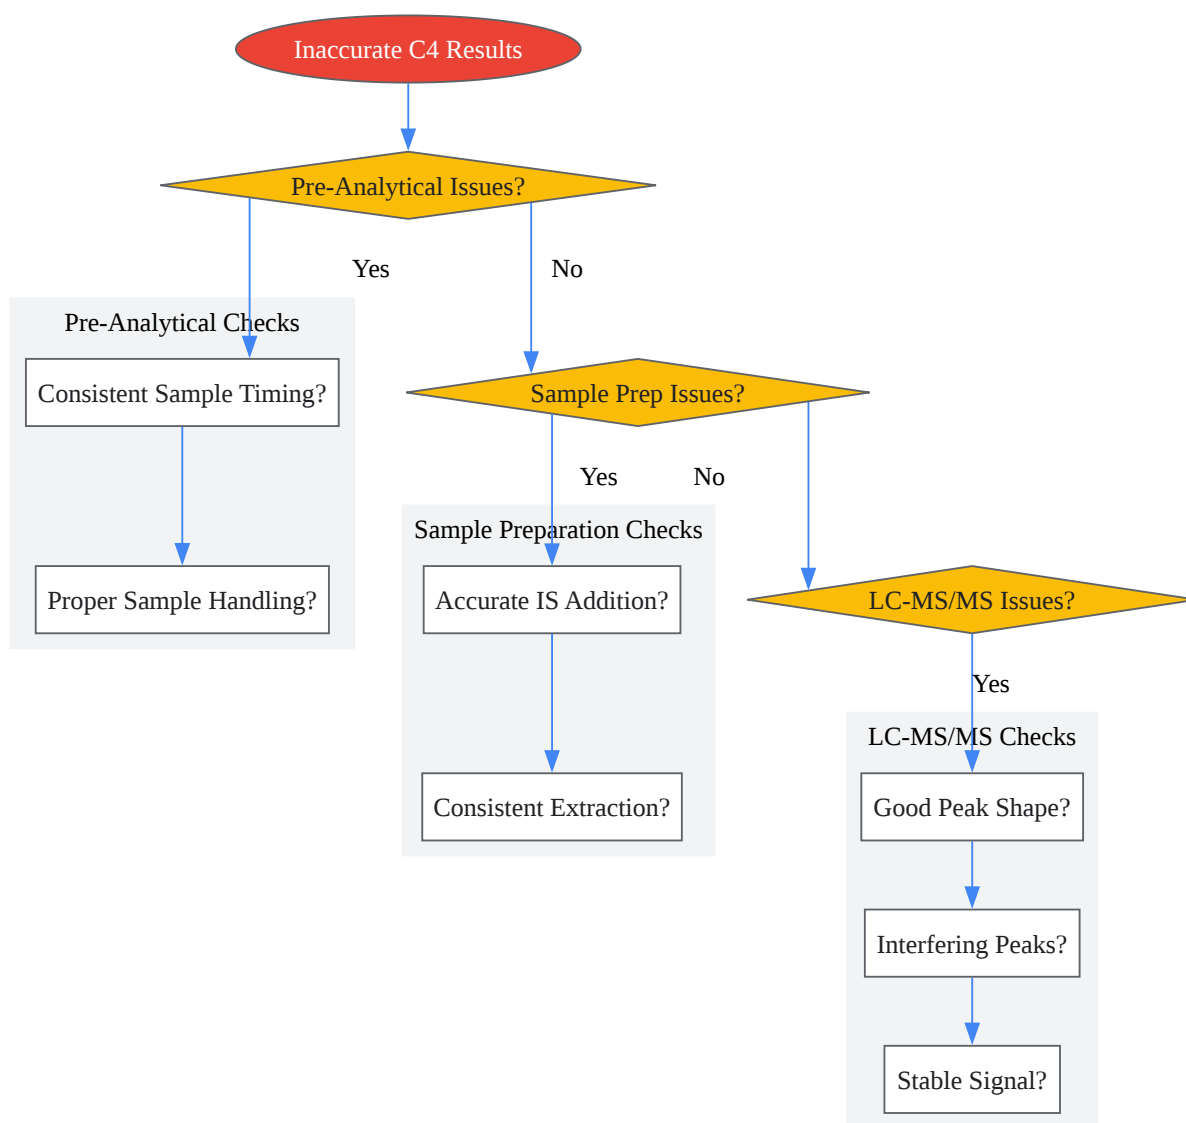 Inaccurate C4 Results
Pre-Analytical Issues?
Yes
No
Pre-Analytical Checks
Consistent Sample Timing?
Sample Prep Issues?
Yes
No
Sample Preparation Checks
Proper Sample Handling?
Accurate IS Addition?
LC-MS/MS Issues?
Yes
LC-MS/MS Checks
Consistent Extraction?
Good Peak Shape?
Interfering Peaks?
Stable Signal?